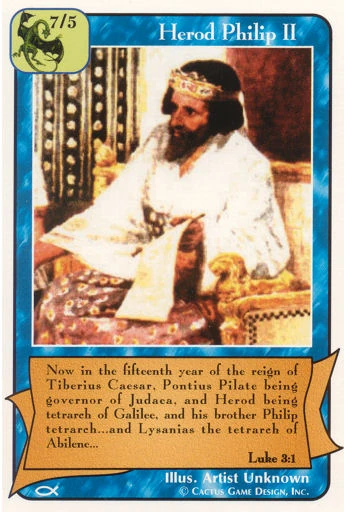 7/5
Herod Philip II
Now in the fifteenth year of the reign of
Tiberius Caesar, Pontius Pilate being
governor of Judaea, and Herod being
tetrarch of Galilee, and his brother Philip
tetrarch...and Lysanias the tetrarch of
Abilene...
Luke 3:1
Illus. Artist Unknown
© Cactus Game Design, Inc.